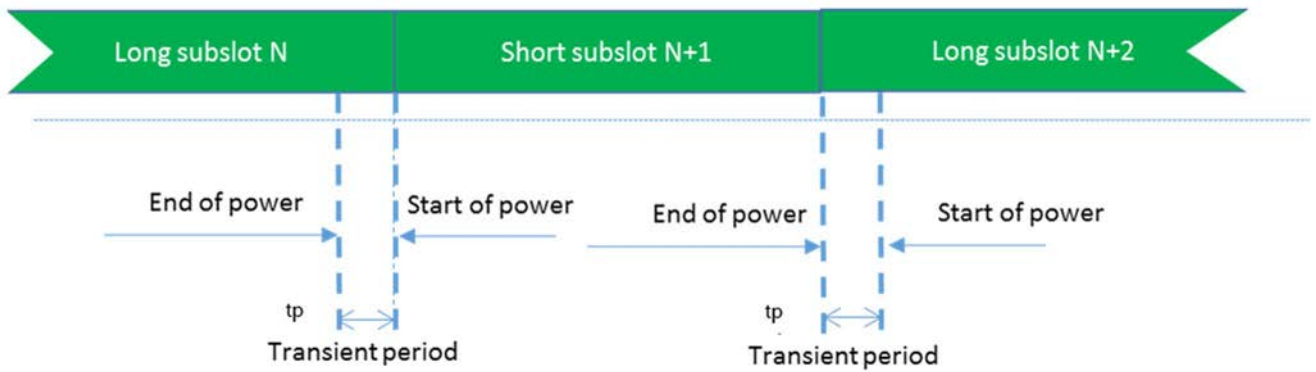 Long subslot N
Short subslot N+1
Long subslot N+2
End of power
Start of power
End of power
Start of power
tp
tp
Transient period
Transient period